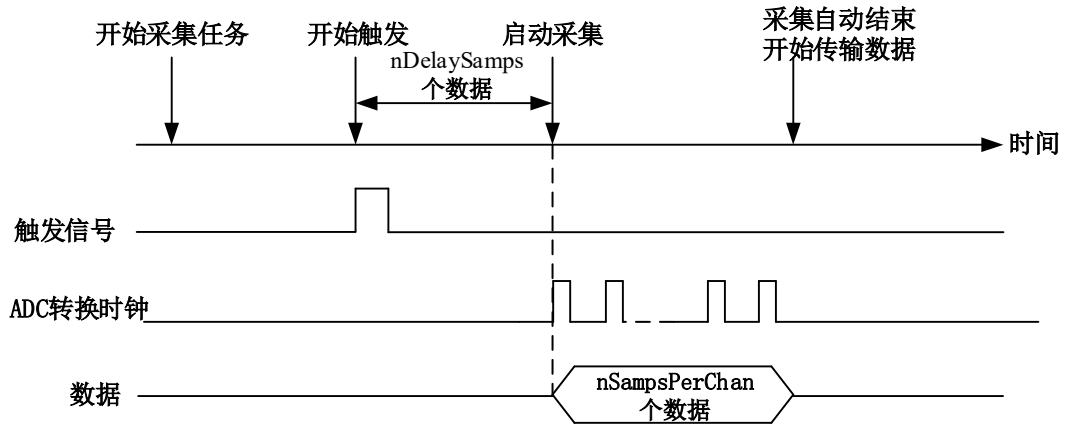 开始采集任务
开始触发
启动采集
采集自动结束
开始传输数据
nDelaySamps
个数据
时间
触发信号
ADC转换时钟
数据
nSampsPerChan
个数据